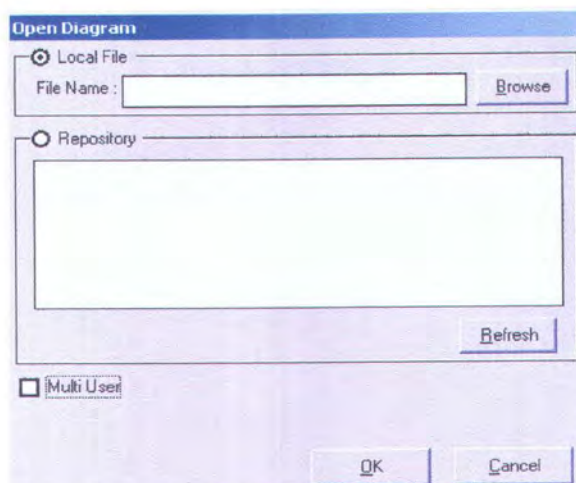 Open Diagram
Local File
File Name :
Browse
Repository
Refresh
Multi User
OK
Cancel